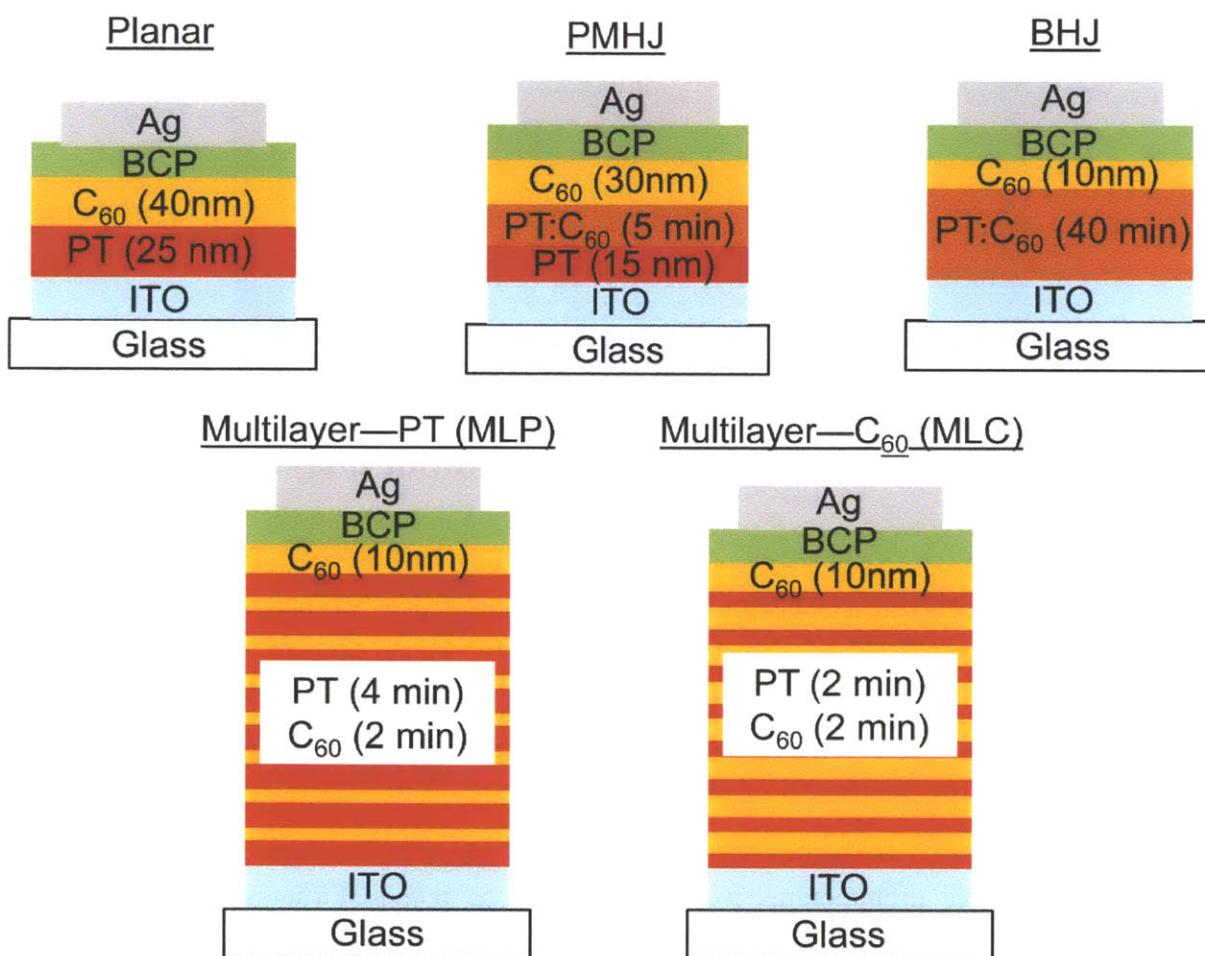 Planar
Ag
BCP
C₆₀ (40nm)
PT (25 nm)
ITO
Glass
PMHJ
Ag
BCP
C₆₀ (30nm)
PT:C₆₀ (5 min)
PT (15 nm)
ITO
Glass
BHJ
Ag
BCP
C₆₀ (10nm)
PT:C₆₀ (40 min)
ITO
Glass
Multilayer—PT (MLP)
Ag
BCP
C₆₀ (10nm)
PT (4 min)
C₆₀ (2 min)
ITO
Glass
Multilayer—C₆₀ (MLC)
Ag
BCP
C₆₀ (10nm)
PT (2 min)
C₆₀ (2 min)
ITO
Glass